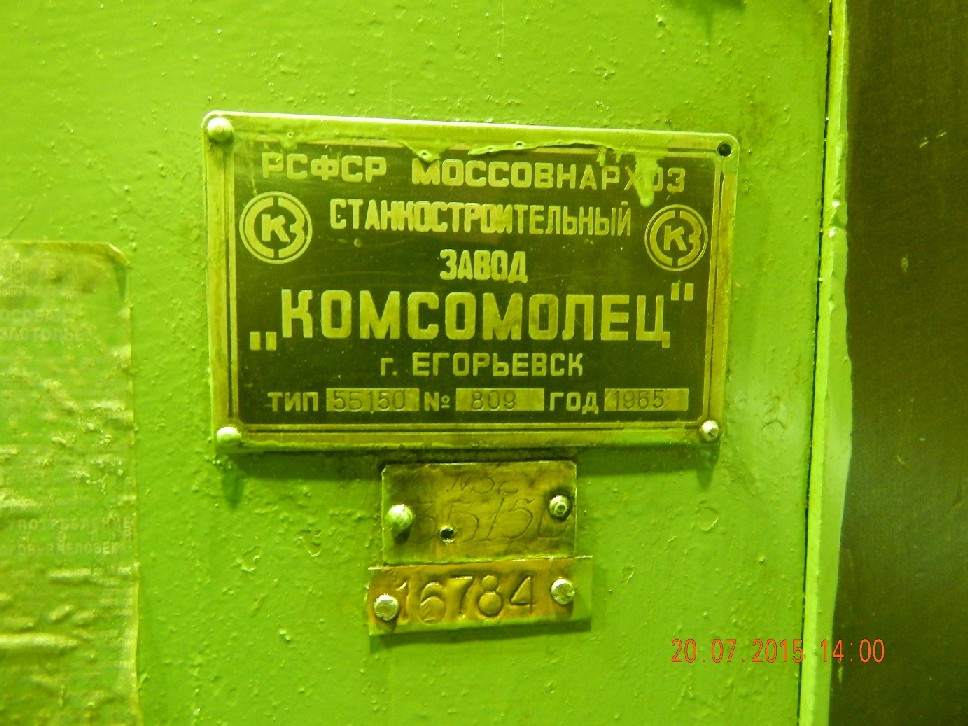 РСФСР МОССОВНАРХОЗ
СТАНКОСТРОИТЕЛЬНЫЙ
ЗАВОД
„КОМСОМОЛЕЦ"
г. ЕГОРЬЕВСК
ТИП 55150 № 809 ГОД 1965
16784
20.07.2015 14:00